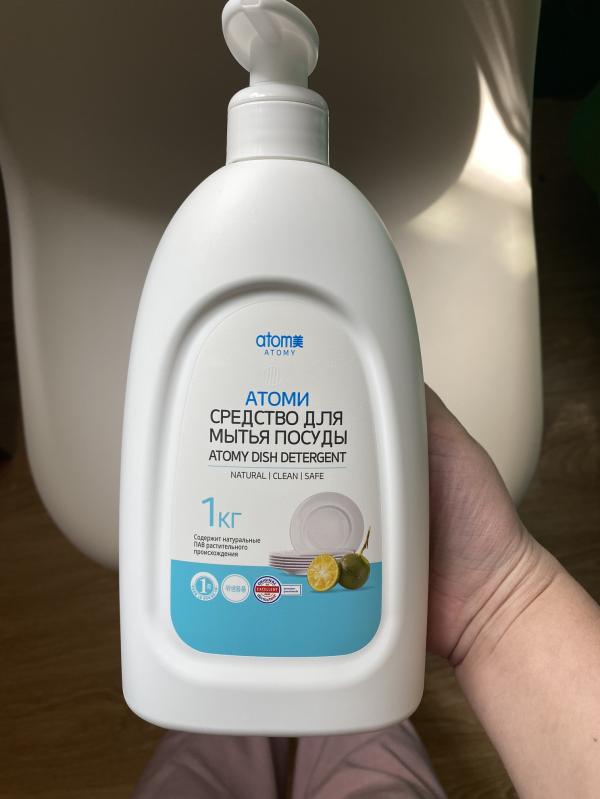 atom美
ATOMY
АТОМИ
СРЕДСТВО ДЛЯ
МЫТЬЯ ПОСУДЫ
ATOMY DISH DETERGENT
NATURAL | CLEAN | SAFE
1кг
Содержит натуральные
ПАВ растительного
происхождения
EXCELLENT